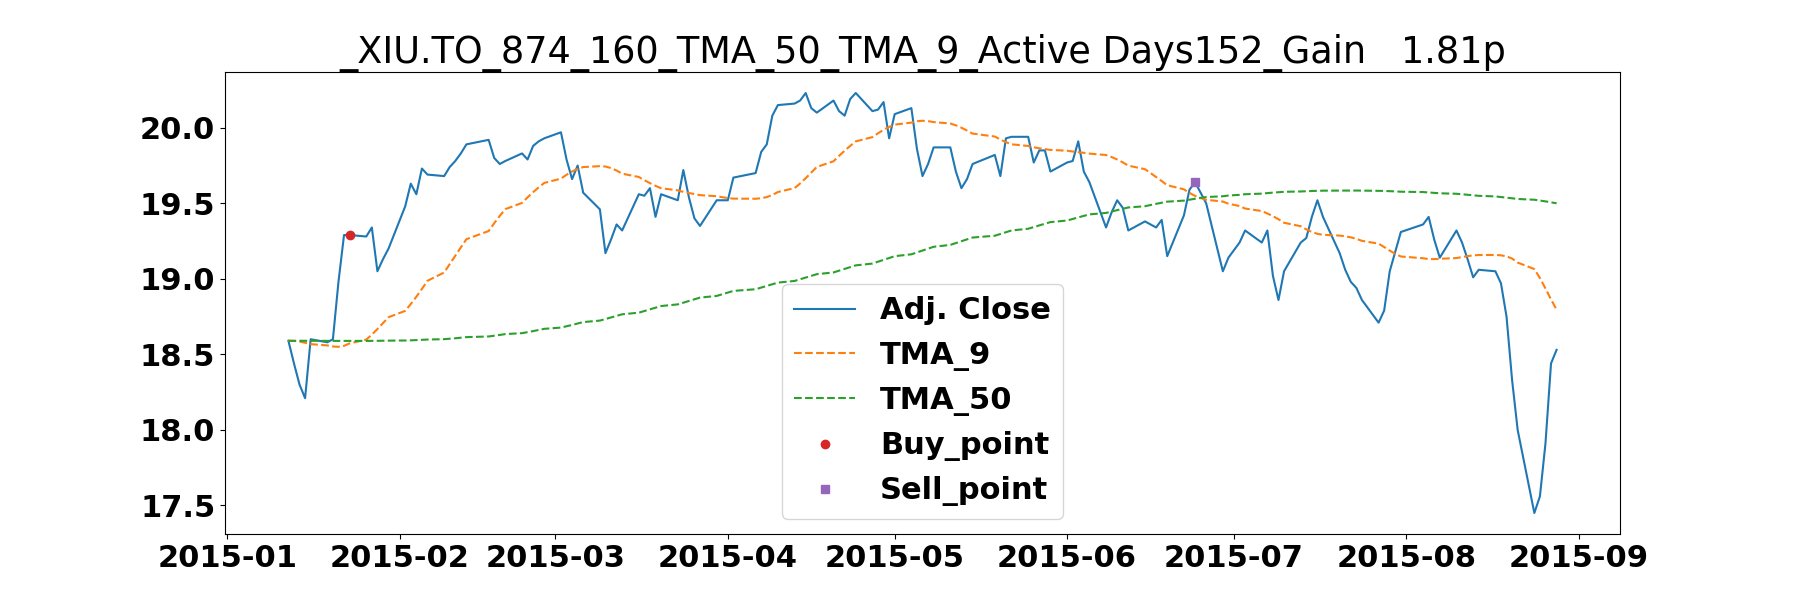 _XIU.TO_874_160_TMA_50_TMA_9_Active Days152_Gain   1.81p
20.0
19.5
19.0
18.5
18.0
17.5
Adj. Close
TMA_9
TMA_50
Buy_point
Sell_point
2015-01 2015-02 2015-03 2015-04 2015-05 2015-06 2015-07 2015-08 2015-09